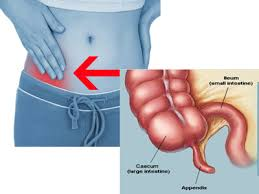 Ileum
(small intestine)
Caecum
(large intestine)
Appendix